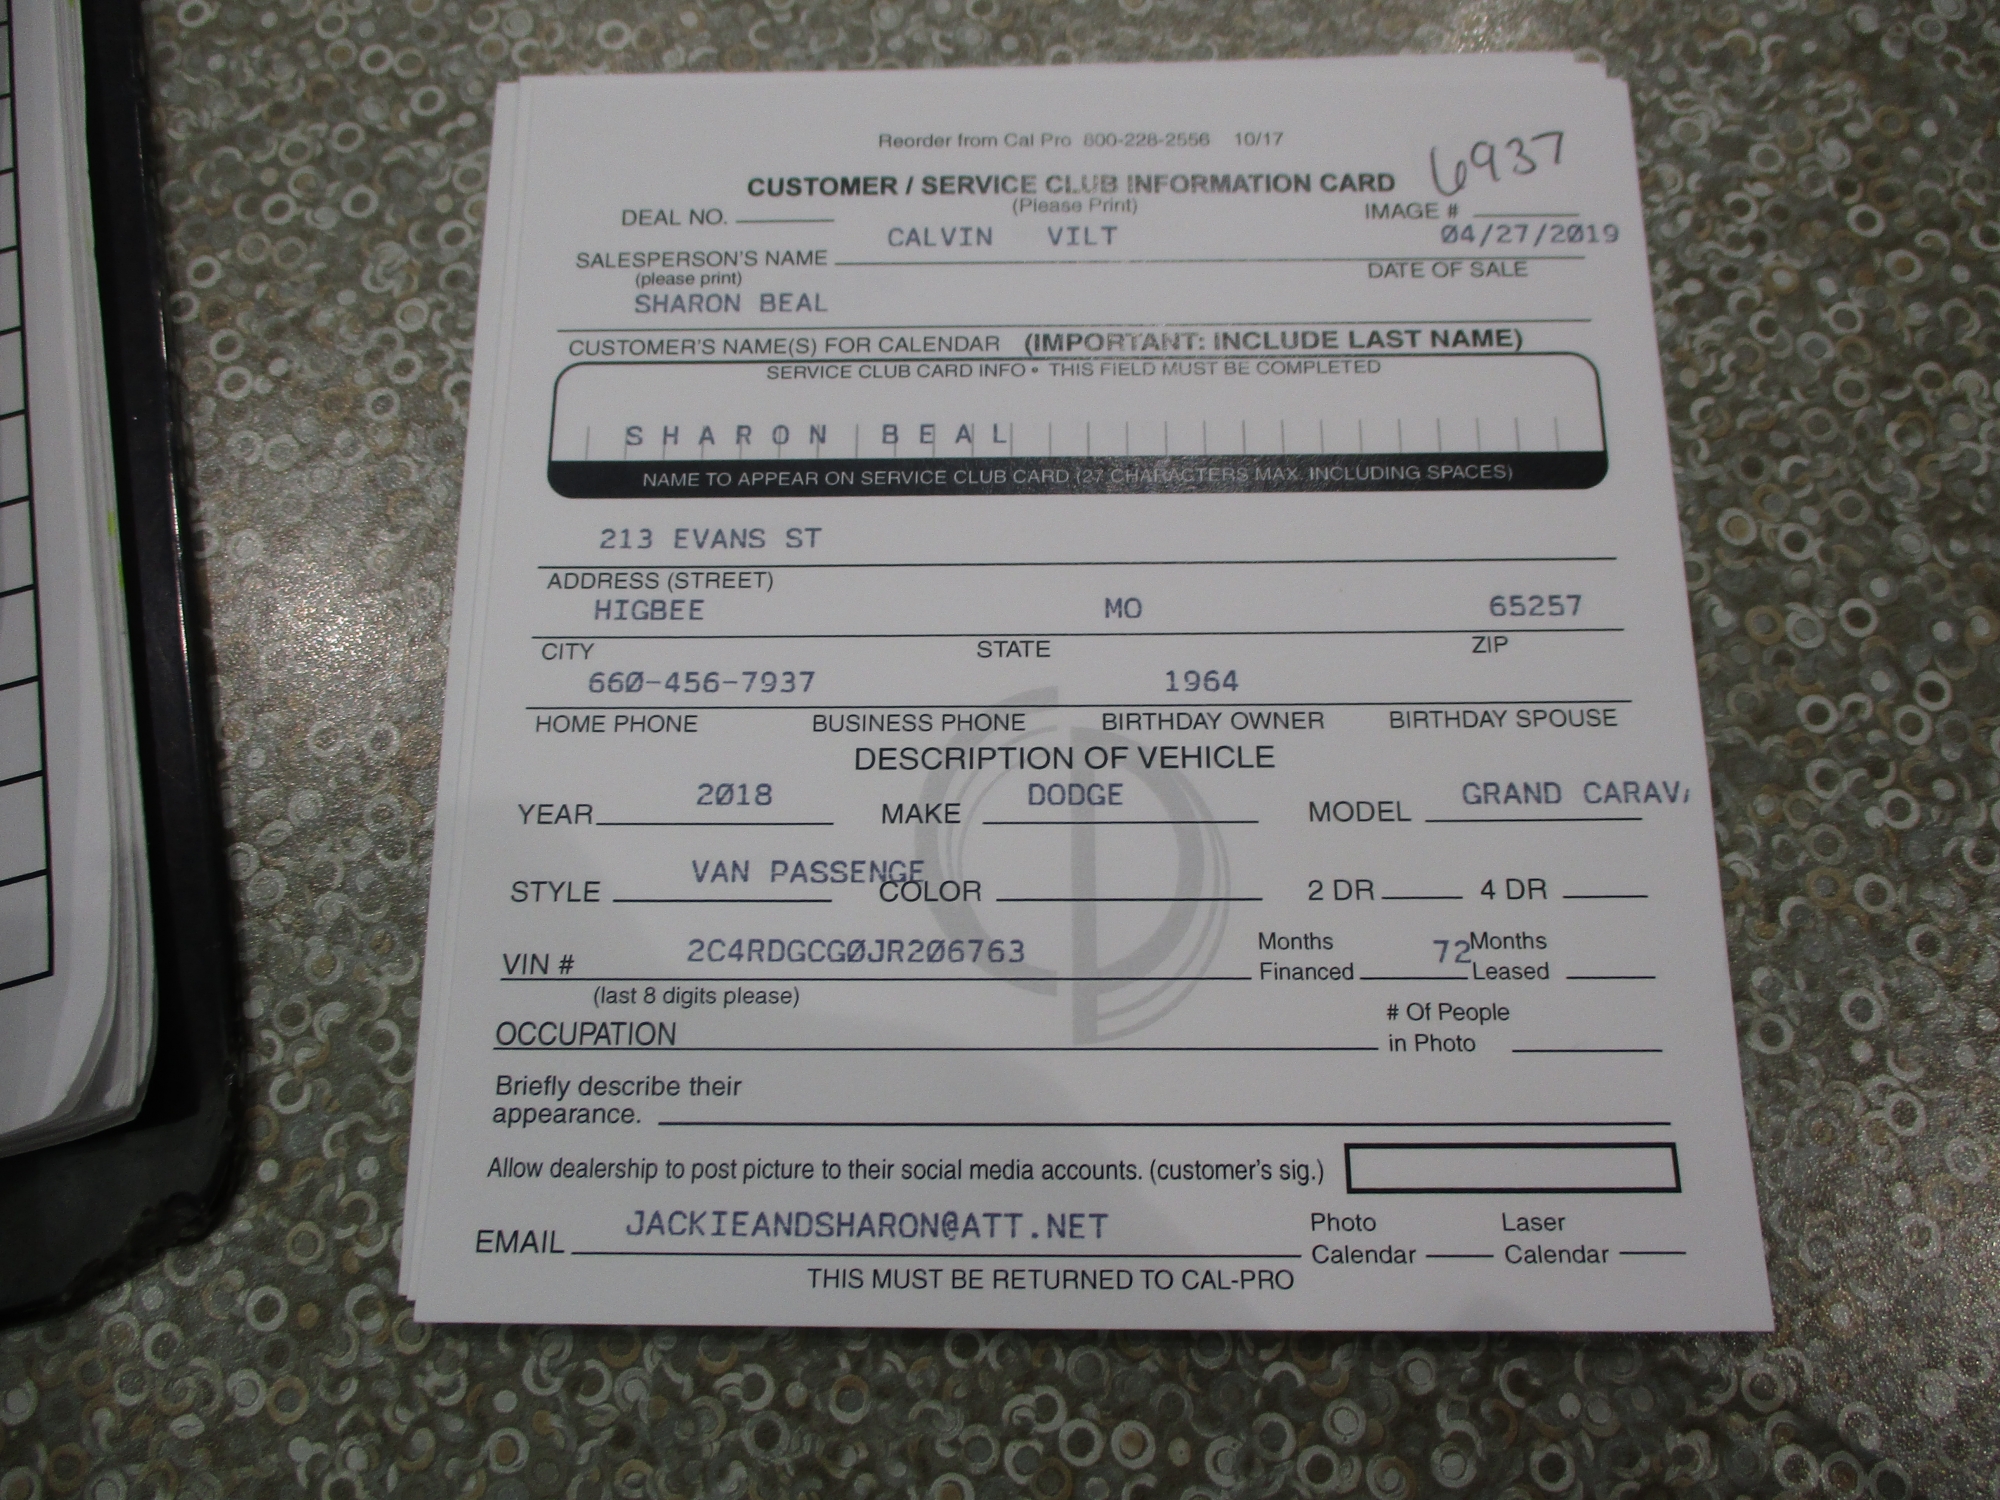 Reorder from Cal Pro 800-228-2556 10/17
6937
CUSTOMER / SERVICE CLUB INFORMATION CARD
(Please Print)
DEAL NO. IMAGE #
CALVIN VILT 04/27/2019
SALESPERSON'S NAME DATE OF SALE
(please print)
SHARON BEAL
CUSTOMER'S NAME(S) FOR CALENDAR (IMPORTANT: INCLUDE LAST NAME)
SERVICE CLUB CARD INFO • THIS FIELD MUST BE COMPLETED
SHARON BEAL
NAME TO APPEAR ON SERVICE CLUB CARD (27 CHARACTERS MAX. INCLUDING SPACES)
213 EVANS ST
ADDRESS (STREET)
HIGBEE MO 65257
CITY STATE ZIP
660-456-7937 1964
HOME PHONE BUSINESS PHONE BIRTHDAY OWNER BIRTHDAY SPOUSE
DESCRIPTION OF VEHICLE
YEAR 2018 MAKE DODGE MODEL GRAND CARAV
STYLE VAN PASSENGE COLOR 2 DR 4 DR
VIN # 2C4RDGCG0JR206763 Months Financed 72 Months Leased
(last 8 digits please)
OCCUPATION # Of People in Photo
Briefly describe their
appearance.
Allow dealership to post picture to their social media accounts. (customer's sig.)
EMAIL JACKIEANDSHARON@ATT.NET Photo Calendar Laser Calendar
THIS MUST BE RETURNED TO CAL-PRO